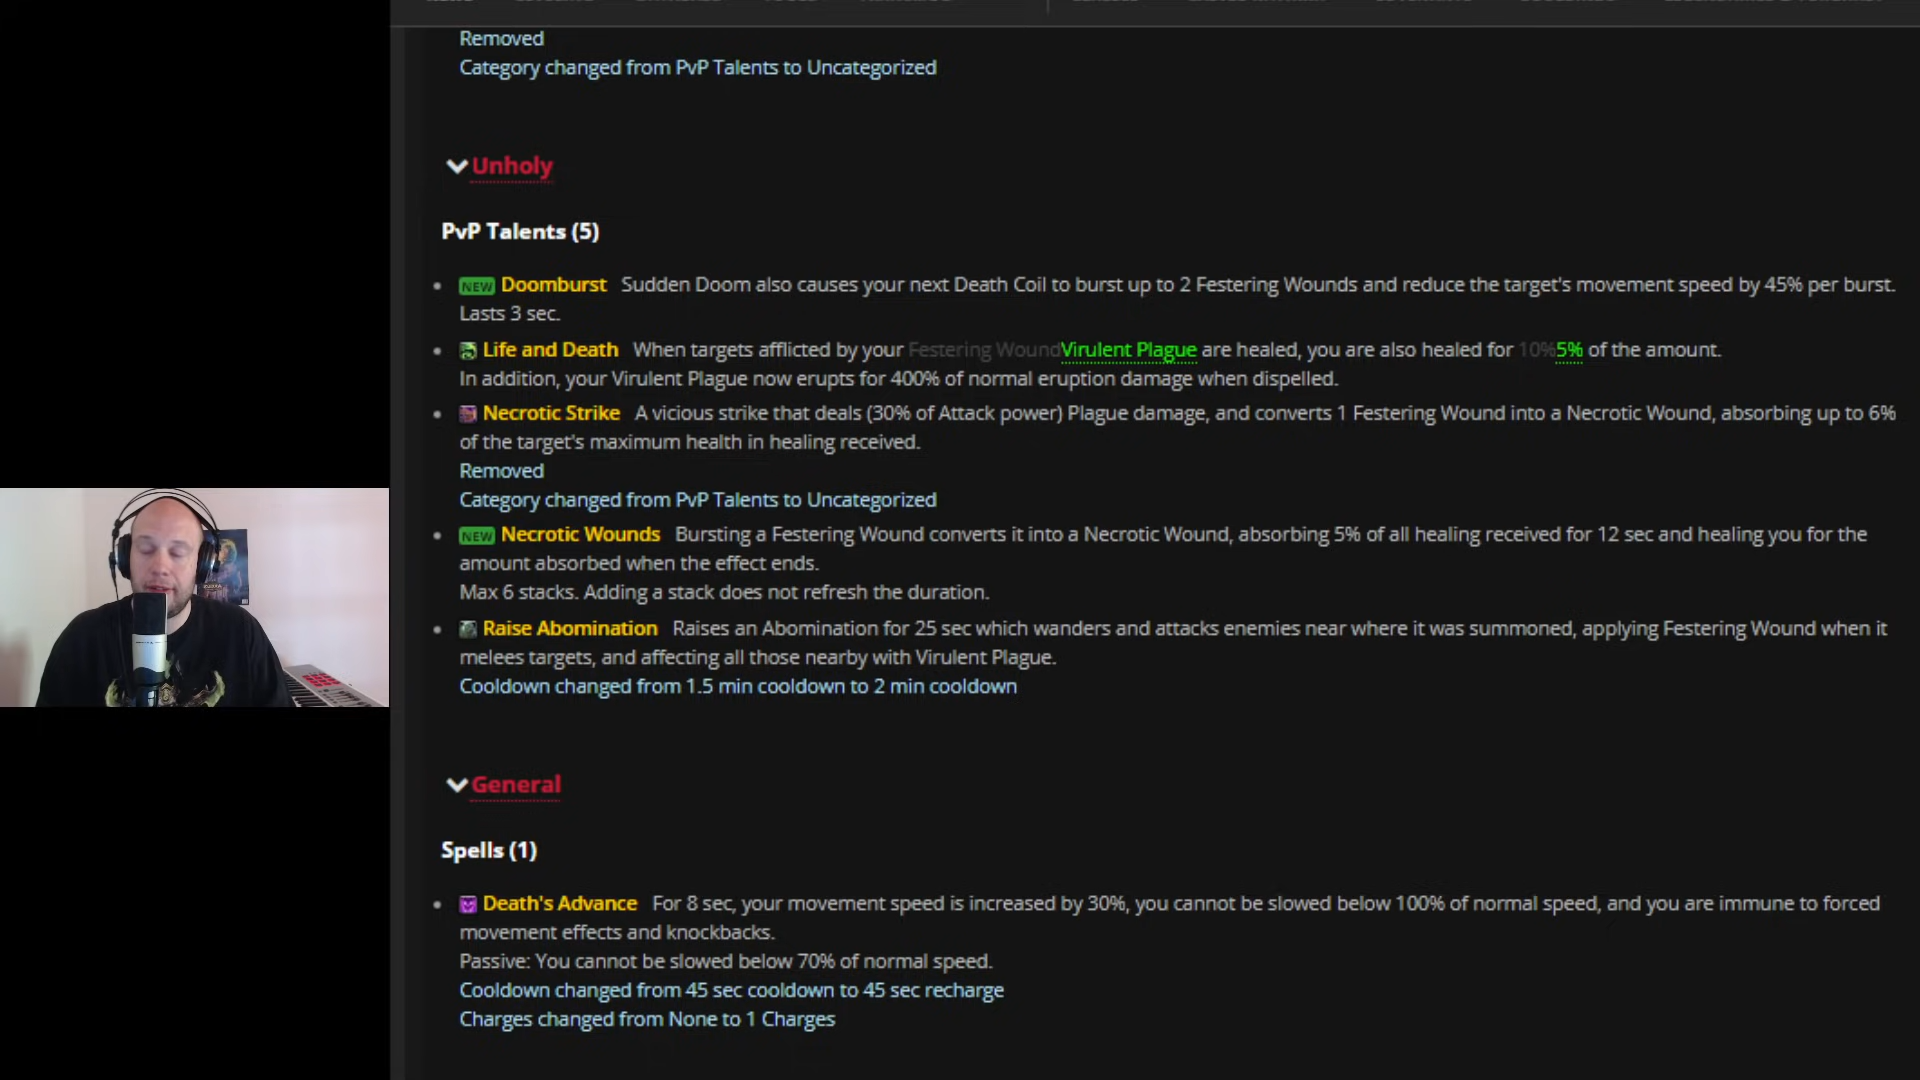 Removed
Category changed from PvP Talents to Uncategorized
Unholy
PvP Talents (5)
NEW Doomburst Sudden Doom also causes your next Death Coil to burst up to 2 Festering Wounds and reduce the target's movement speed by 45% per burst.
Lasts 3 sec.
Life and Death When targets afflicted by your Festering WoundVirulent Plague are healed, you are also healed for 10%5% of the amount.
In addition, your Virulent Plague now erupts for 400% of normal eruption damage when dispelled.
Necrotic Strike A vicious strike that deals (30% of Attack power) Plague damage, and converts 1 Festering Wound into a Necrotic Wound, absorbing up to 6%
of the target's maximum health in healing received.
Removed
Category changed from PvP Talents to Uncategorized
NEW Necrotic Wounds Bursting a Festering Wound converts it into a Necrotic Wound, absorbing 5% of all healing received for 12 sec and healing you for the
amount absorbed when the effect ends.
Max 6 stacks. Adding a stack does not refresh the duration.
Raise Abomination Raises an Abomination for 25 sec which wanders and attacks enemies near where it was summoned, applying Festering Wound when it
melees targets, and affecting all those nearby with Virulent Plague.
Cooldown changed from 1.5 min cooldown to 2 min cooldown
General
Spells (1)
Death's Advance For 8 sec, your movement speed is increased by 30%, you cannot be slowed below 100% of normal speed, and you are immune to forced
movement effects and knockbacks.
Passive: You cannot be slowed below 70% of normal speed.
Cooldown changed from 45 sec cooldown to 45 sec recharge
Charges changed from None to 1 Charges